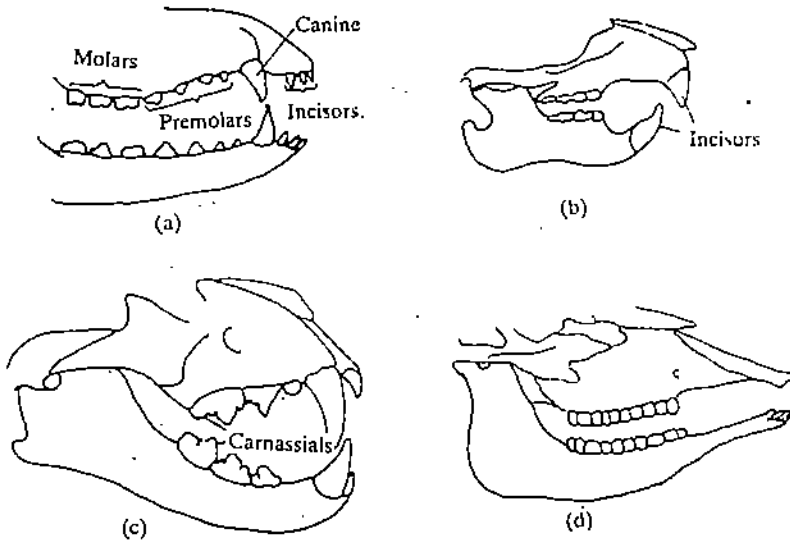 Canine
Molars
Premolars
Incisors.
(a)
Incisors
(b)
Carnassials
(c)
(d)